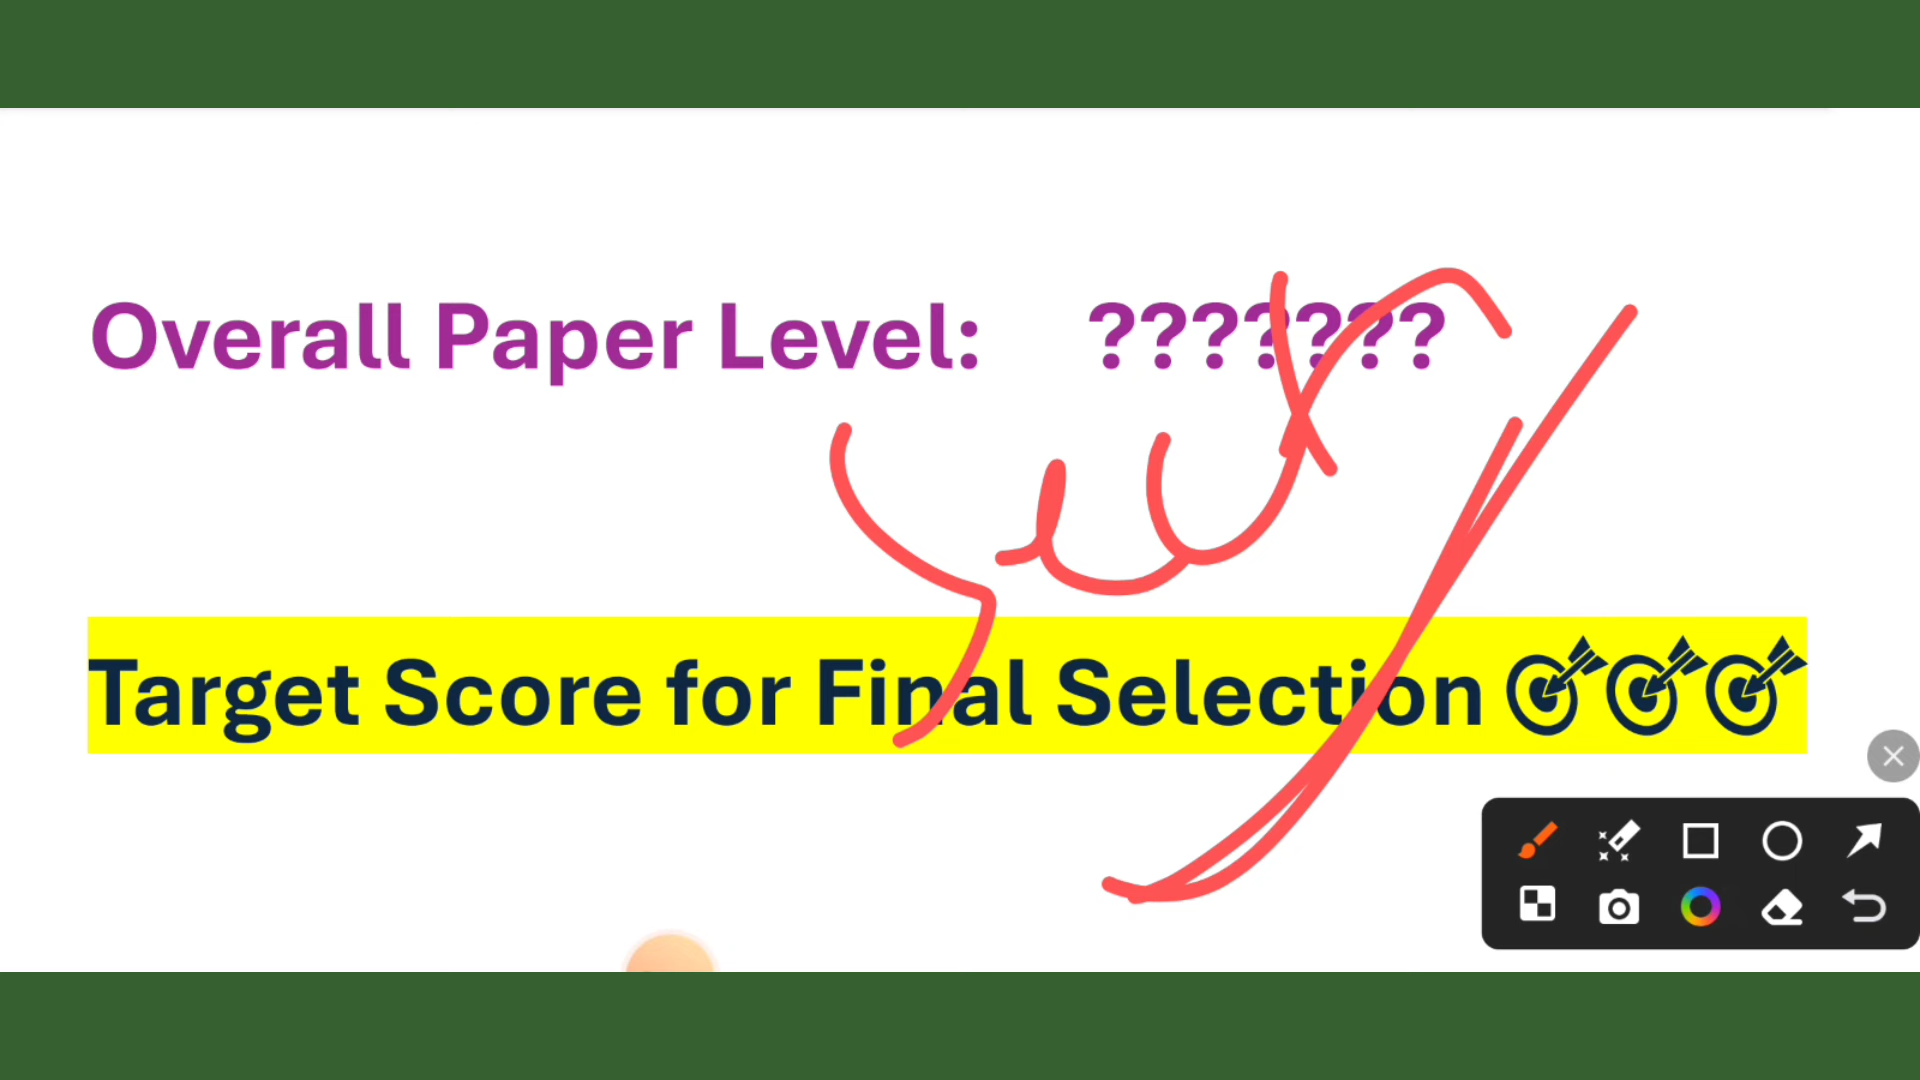 Overall Paper Level: ???????
Target Score for Final Selection 🎯🎯🎯